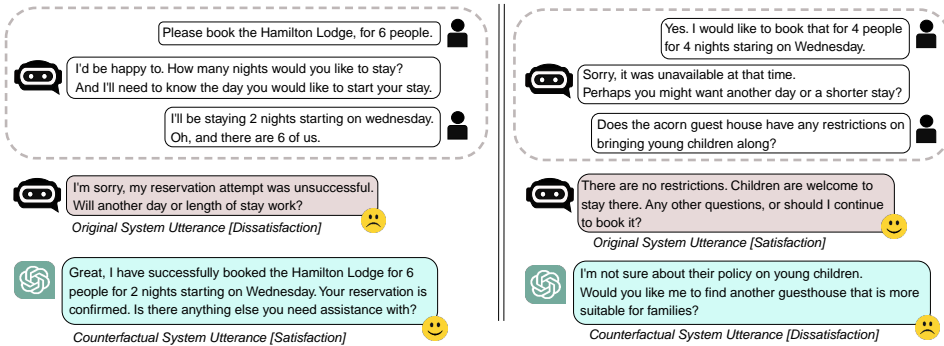 Please book the Hamilton Lodge, for 6 people.
I'd be happy to. How many nights would you like to stay?
And I'll need to know the day you would like to start your stay.
I'll be staying 2 nights starting on wednesday.
Oh, and there are 6 of us.
I'm sorry, my reservation attempt was unsuccessful.
Will another day or length of stay work?
Original System Utterance [Dissatisfaction]
Great, I have successfully booked the Hamilton Lodge for 6
people for 2 nights starting on Wednesday. Your reservation is
confirmed. Is there anything else you need assistance with?
Counterfactual System Utterance [Satisfaction]
Yes. I would like to book that for 4 people
for 4 nights staring on Wednesday.
Sorry, it was unavailable at that time.
Perhaps you might want another day or a shorter stay?
Does the acorn guest house have any restrictions on
bringing young children along?
There are no restrictions. Children are welcome to
stay there. Any other questions, or should I continue
to book it?
Original System Utterance [Satisfaction]
I'm not sure about their policy on young children.
Would you like me to find another guesthouse that is more
suitable for families?
Counterfactual System Utterance [Dissatisfaction]